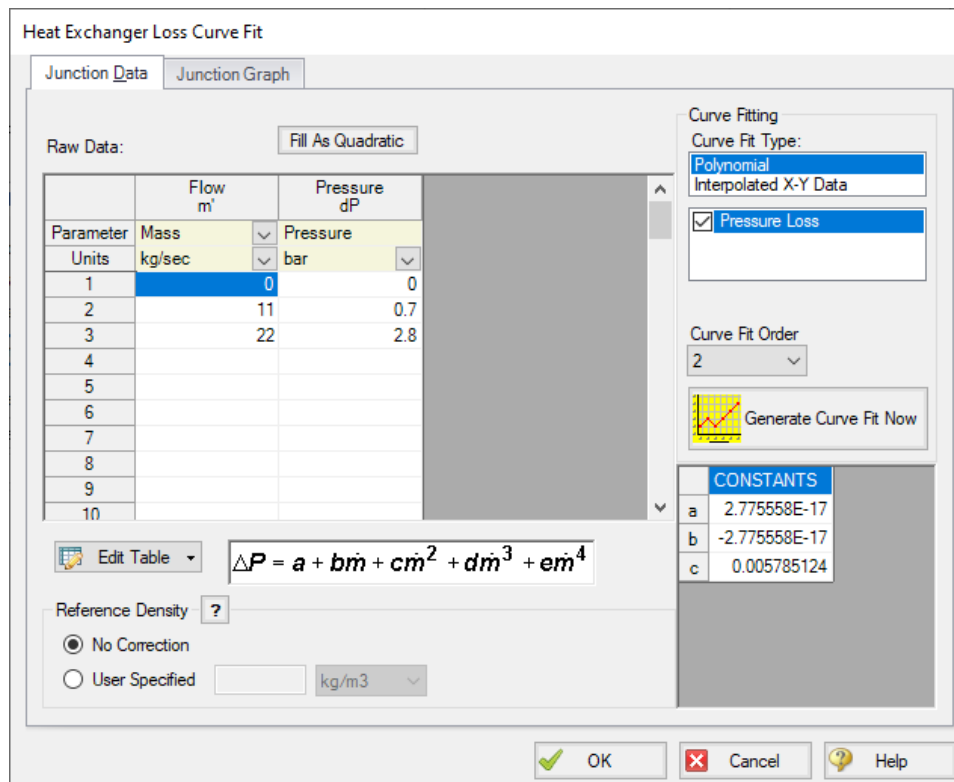 Heat Exchanger Loss Curve Fit
Junction Data
Junction Graph
Raw Data:
Fill As Quadratic
Flow
m'
Pressure
dP
Parameter Mass Pressure
Units kg/sec bar
1 0 0
2 11 0.7
3 22 2.8
4
5
6
7
8
9
10
Edit Table
ΔP = a + bṁ + cṁ² + dṁ³ + eṁ⁴
Reference Density ?
No Correction
User Specified kg/m3
Curve Fitting
Curve Fit Type:
Polynomial
Interpolated X-Y Data
Pressure Loss
Curve Fit Order
2
Generate Curve Fit Now
CONSTANTS
a 2.775558E-17
b -2.775558E-17
c 0.005785124
OK
Cancel
Help